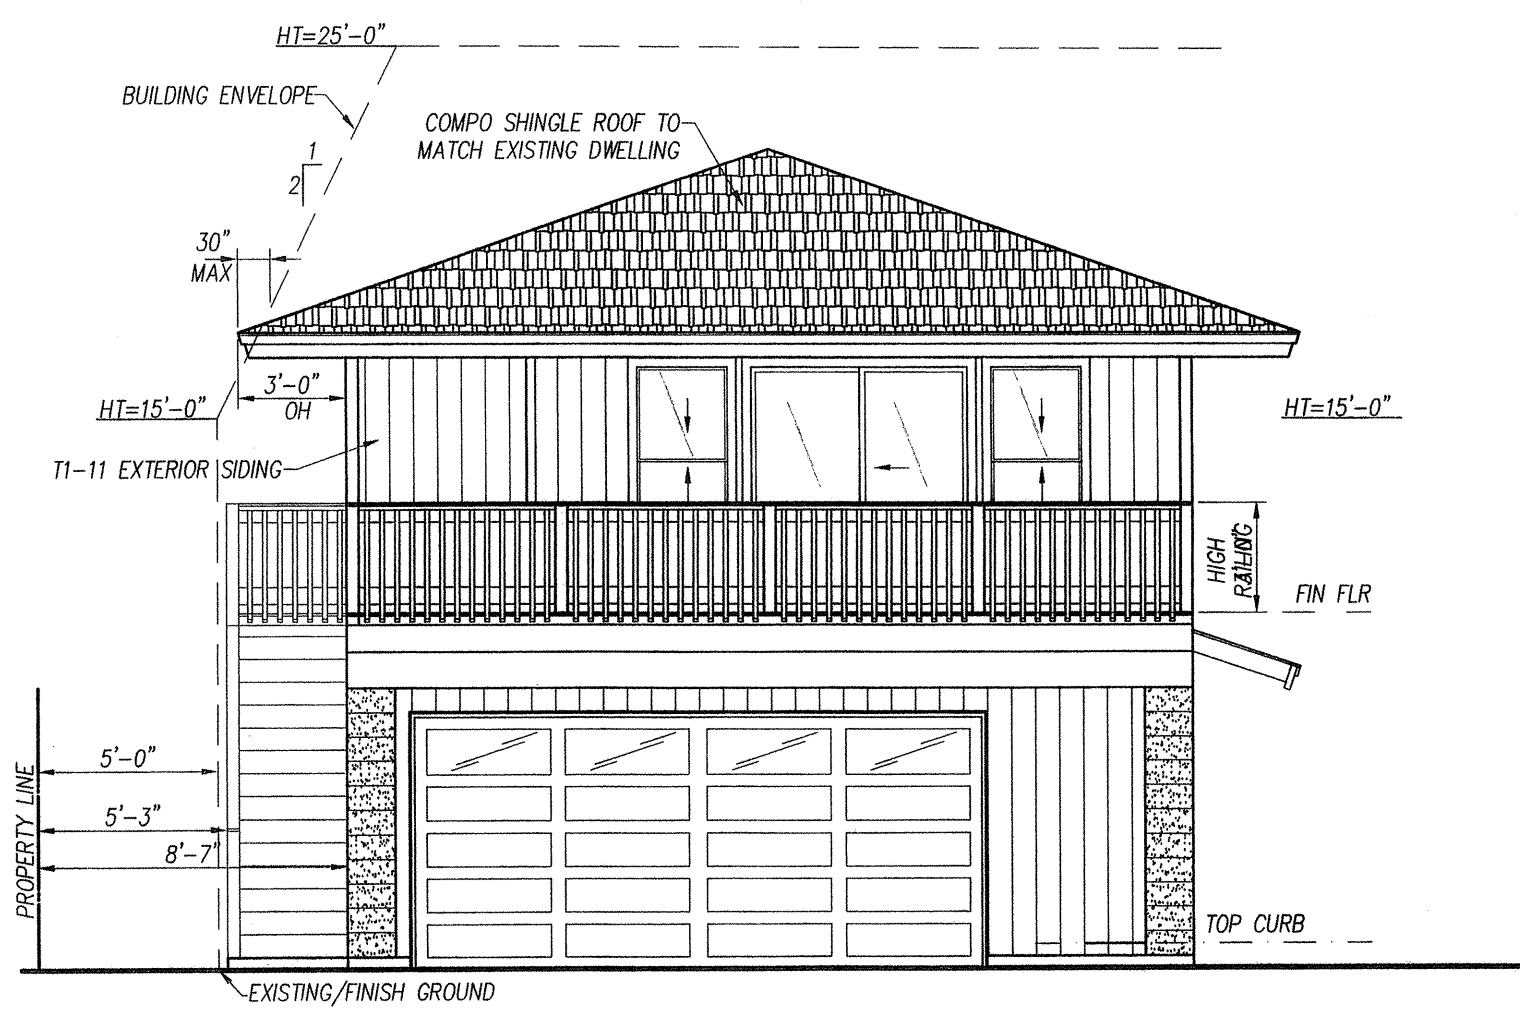 HT=25'-0"
BUILDING ENVELOPE
COMPO SHINGLE ROOF TO
MATCH EXISTING DWELLING
1
2
30"
MAX
3'-0"
OH
HT=15'-0"
HT=15'-0"
T1-11 EXTERIOR SIDING
HIGH
RAILING
FIN FLR
5'-0"
5'-3"
8'-7"
PROPERTY LINE
TOP CURB
EXISTING/FINISH GROUND